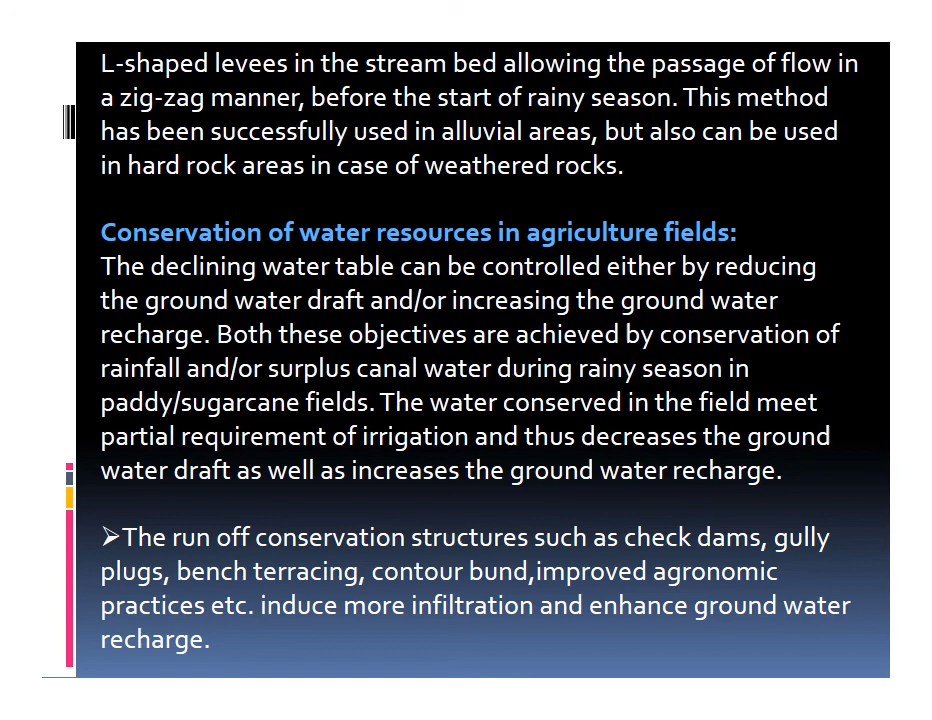 L-shaped levees in the stream bed allowing the passage of flow in
a zig-zag manner, before the start of rainy season. This method
has been successfully used in alluvial areas, but also can be used
in hard rock areas in case of weathered rocks.
Conservation of water resources in agriculture fields:
The declining water table can be controlled either by reducing
the ground water draft and/or increasing the ground water
recharge. Both these objectives are achieved by conservation of
rainfall and/or surplus canal water during rainy season in
paddy/sugarcane fields. The water conserved in the field meet
partial requirement of irrigation and thus decreases the ground
water draft as well as increases the ground water recharge.
➢The run off conservation structures such as check dams, gully
plugs, bench terracing, contour bund,improved agronomic
practices etc. induce more infiltration and enhance ground water
recharge.